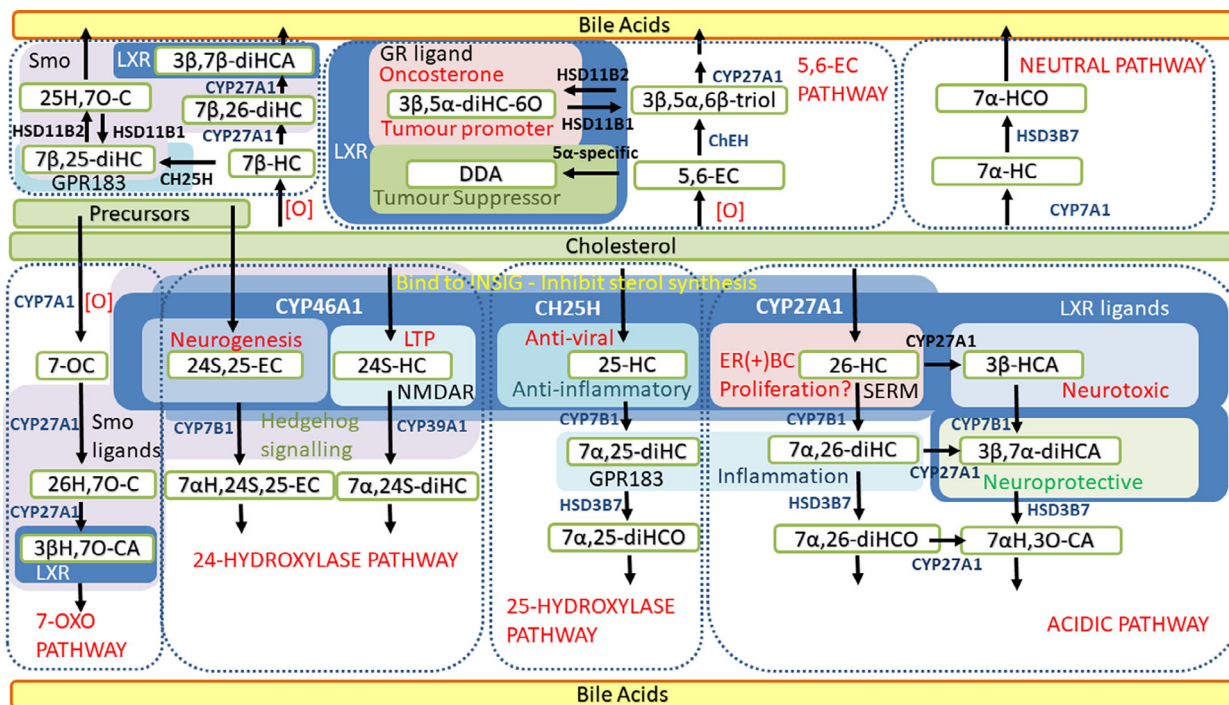 Bile Acids
Smo
LXR
3β,7β-diHCA
25H,7O-C
CYP27A1
7β,26-diHC
HSD11B2
HSD11B1
CYP27A1
7β,25-diHC
7β-HC
GPR183
CH25H
[O]
GR ligand
Oncosterone
3β,5α-diHC-6O
Tumour promoter
HSD11B2
HSD11B1
CYP27A1
3β,5α,6β-triol
5,6-EC
PATHWAY
LXR
5α-specific
ChEH
DDA
5,6-EC
Tumour Suppressor
[O]
NEUTRAL PATHWAY
7α-HCO
HSD3B7
7α-HC
CYP7A1
Precursors
Cholesterol
CYP7A1
[O]
7-OC
CYP27A1
Smo
ligands
26H,7O-C
CYP27A1
3βH,7O-CA
LXR
7-OXO
PATHWAY
Bind to INSIG - Inhibit sterol synthesis
CYP46A1
Neurogenesis
24S,25-EC
LTP
24S-HC
NMDAR
CYP7B1
Hedgehog
signalling
CYP39A1
7αH,24S,25-EC
7α,24S-diHC
24-HYDROXYLASE PATHWAY
CH25H
Anti-viral
25-HC
Anti-inflammatory
CYP7B1
7α,25-diHC
GPR183
HSD3B7
7α,25-diHCO
25-HYDROXYLASE
PATHWAY
CYP27A1
LXR ligands
ER(+)BC
26-HC
CYP27A1
3β-HCA
Proliferation?
SERM
Neurotoxic
CYP7B1
CYP7B1
7α,26-diHC
3β,7α-diHCA
Inflammation
CYP27A1
Neuroprotective
HSD3B7
HSD3B7
7α,26-diHCO
7αH,3O-CA
CYP27A1
ACIDIC PATHWAY
Bile Acids